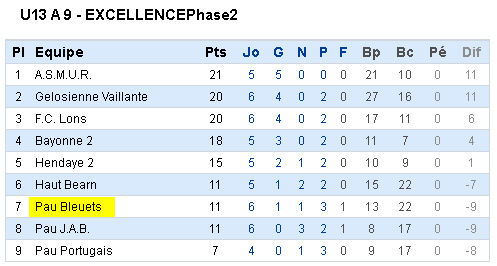 U13 A 9 - EXCELLENCEPhase2
Pl Equipe Pts Jo G N P F Bp Bc Pé Dif
1 A.S.M.U.R. 21 5 5 0 0 0 21 10 0 11
2 Gelosienne Vaillante 20 6 4 0 2 0 27 16 0 11
3 F.C. Lons 20 6 4 0 2 0 17 11 0 6
4 Bayonne 2 18 5 3 0 2 0 11 7 0 4
5 Hendaye 2 15 5 2 1 2 0 10 9 0 1
6 Haut Bearn 11 5 1 2 2 0 15 22 0 -7
7 Pau Bleuets 11 6 1 1 3 1 13 22 0 -9
8 Pau J.A.B. 11 6 0 3 2 1 8 17 0 -9
9 Pau Portugais 7 4 0 1 3 0 9 17 0 -8